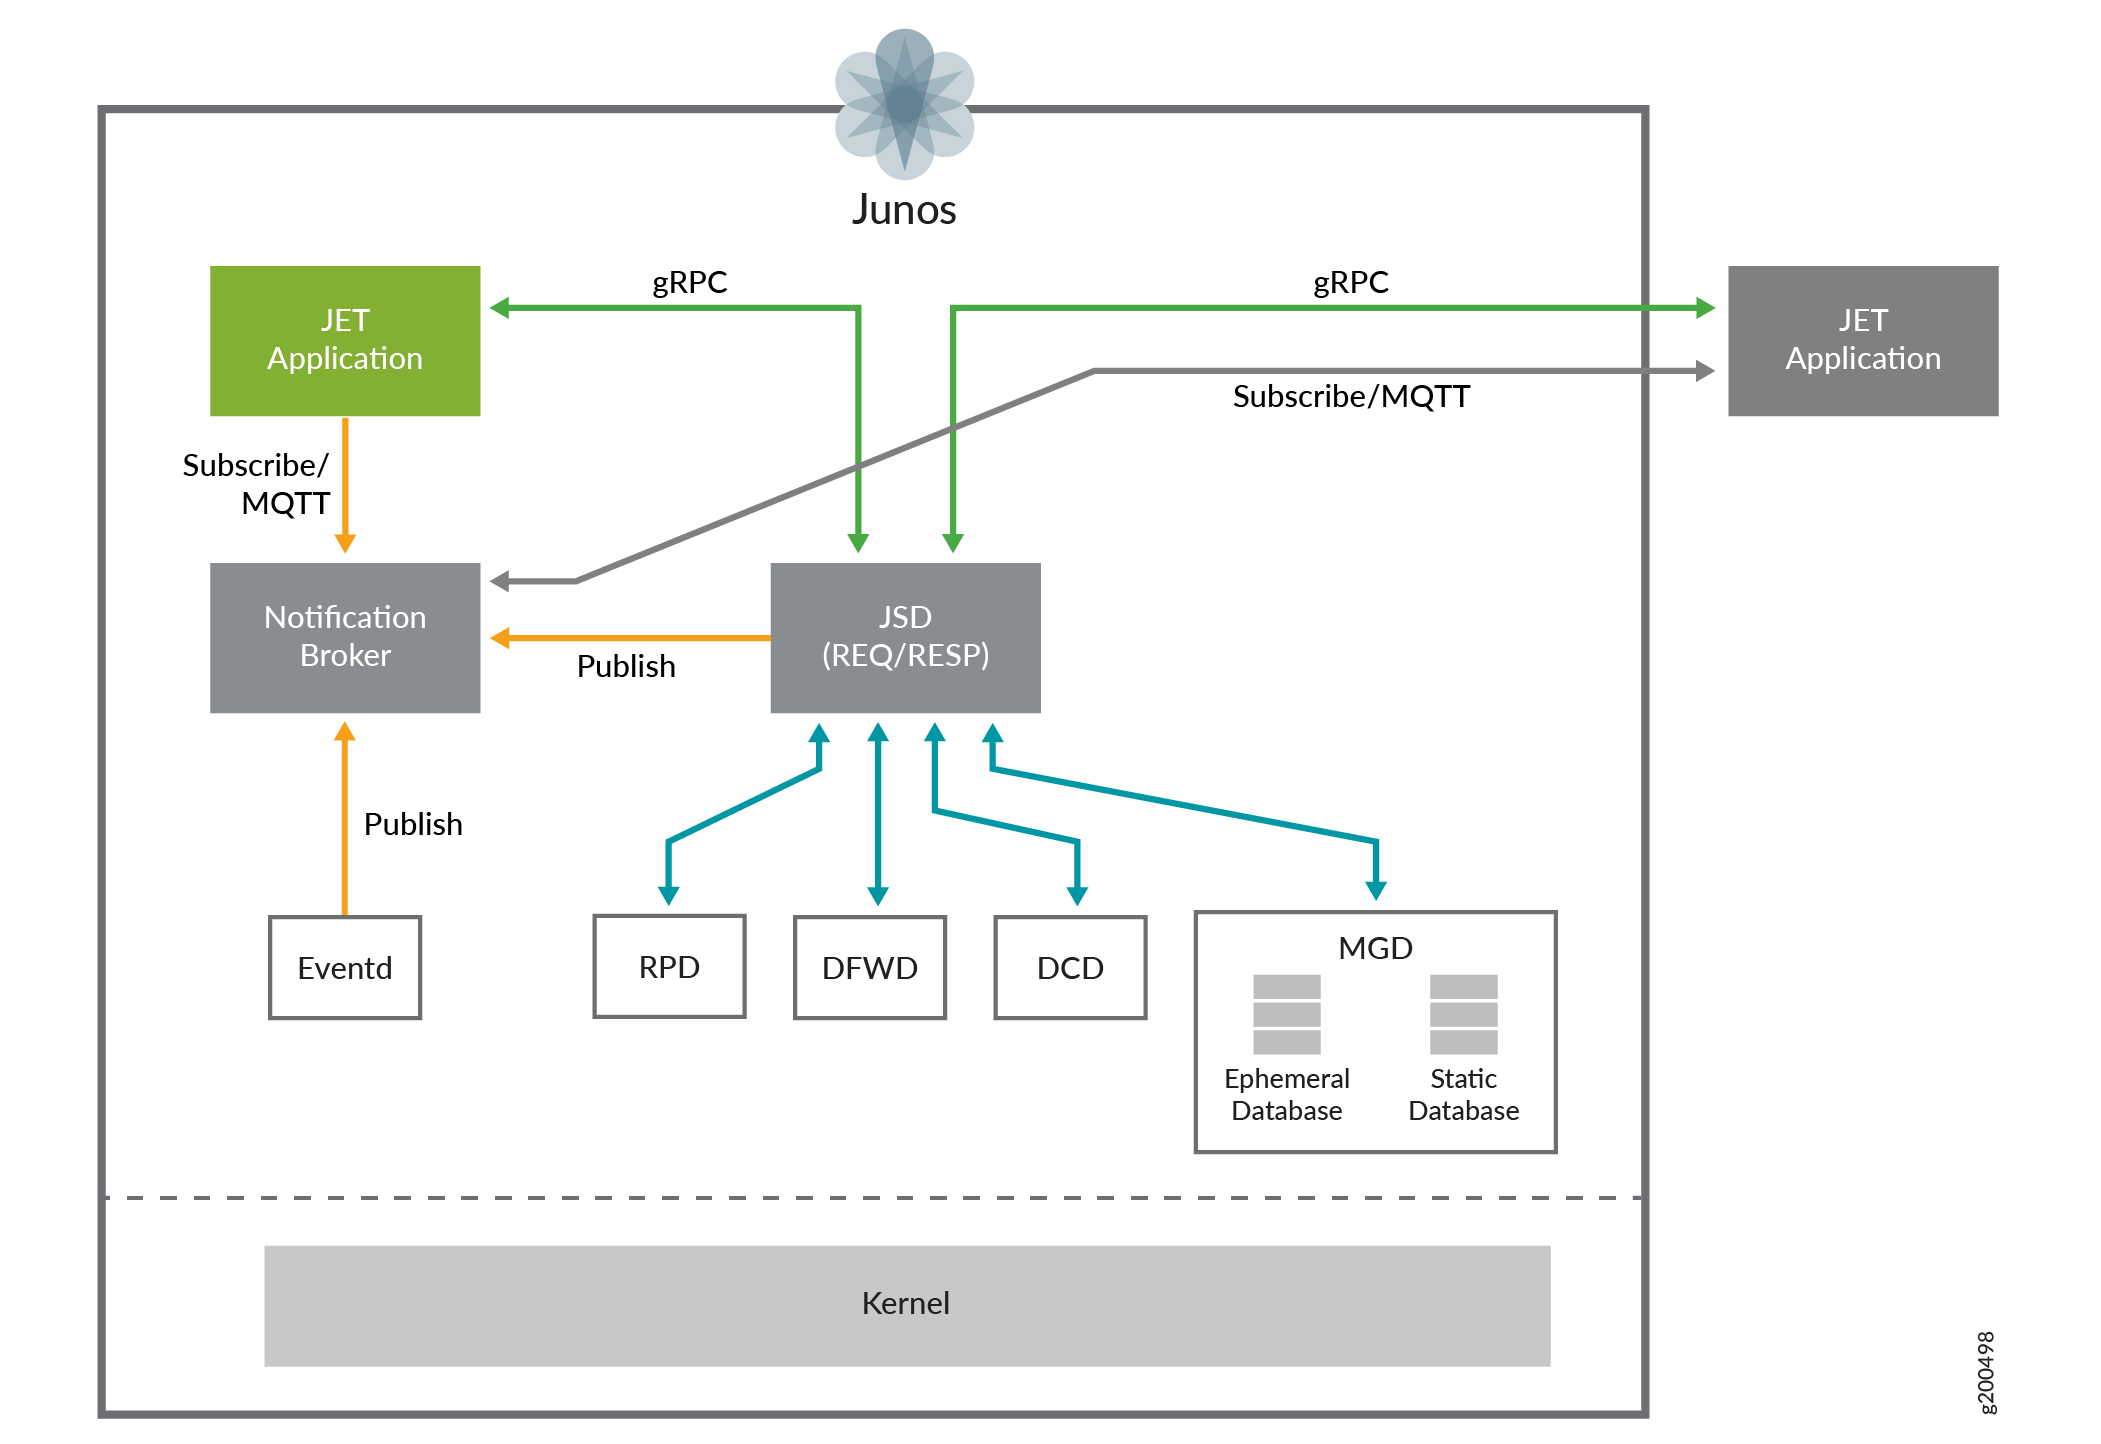 Junos
gRPC
gRPC
JET
Application
JET
Application
Subscribe/MQTT
Subscribe/
MQTT
Notification
Broker
JSD
(REQ/RESP)
Publish
Publish
Eventd
RPD
DFWD
DCD
MGD
Ephemeral
Database
Static
Database
Kernel
g200498